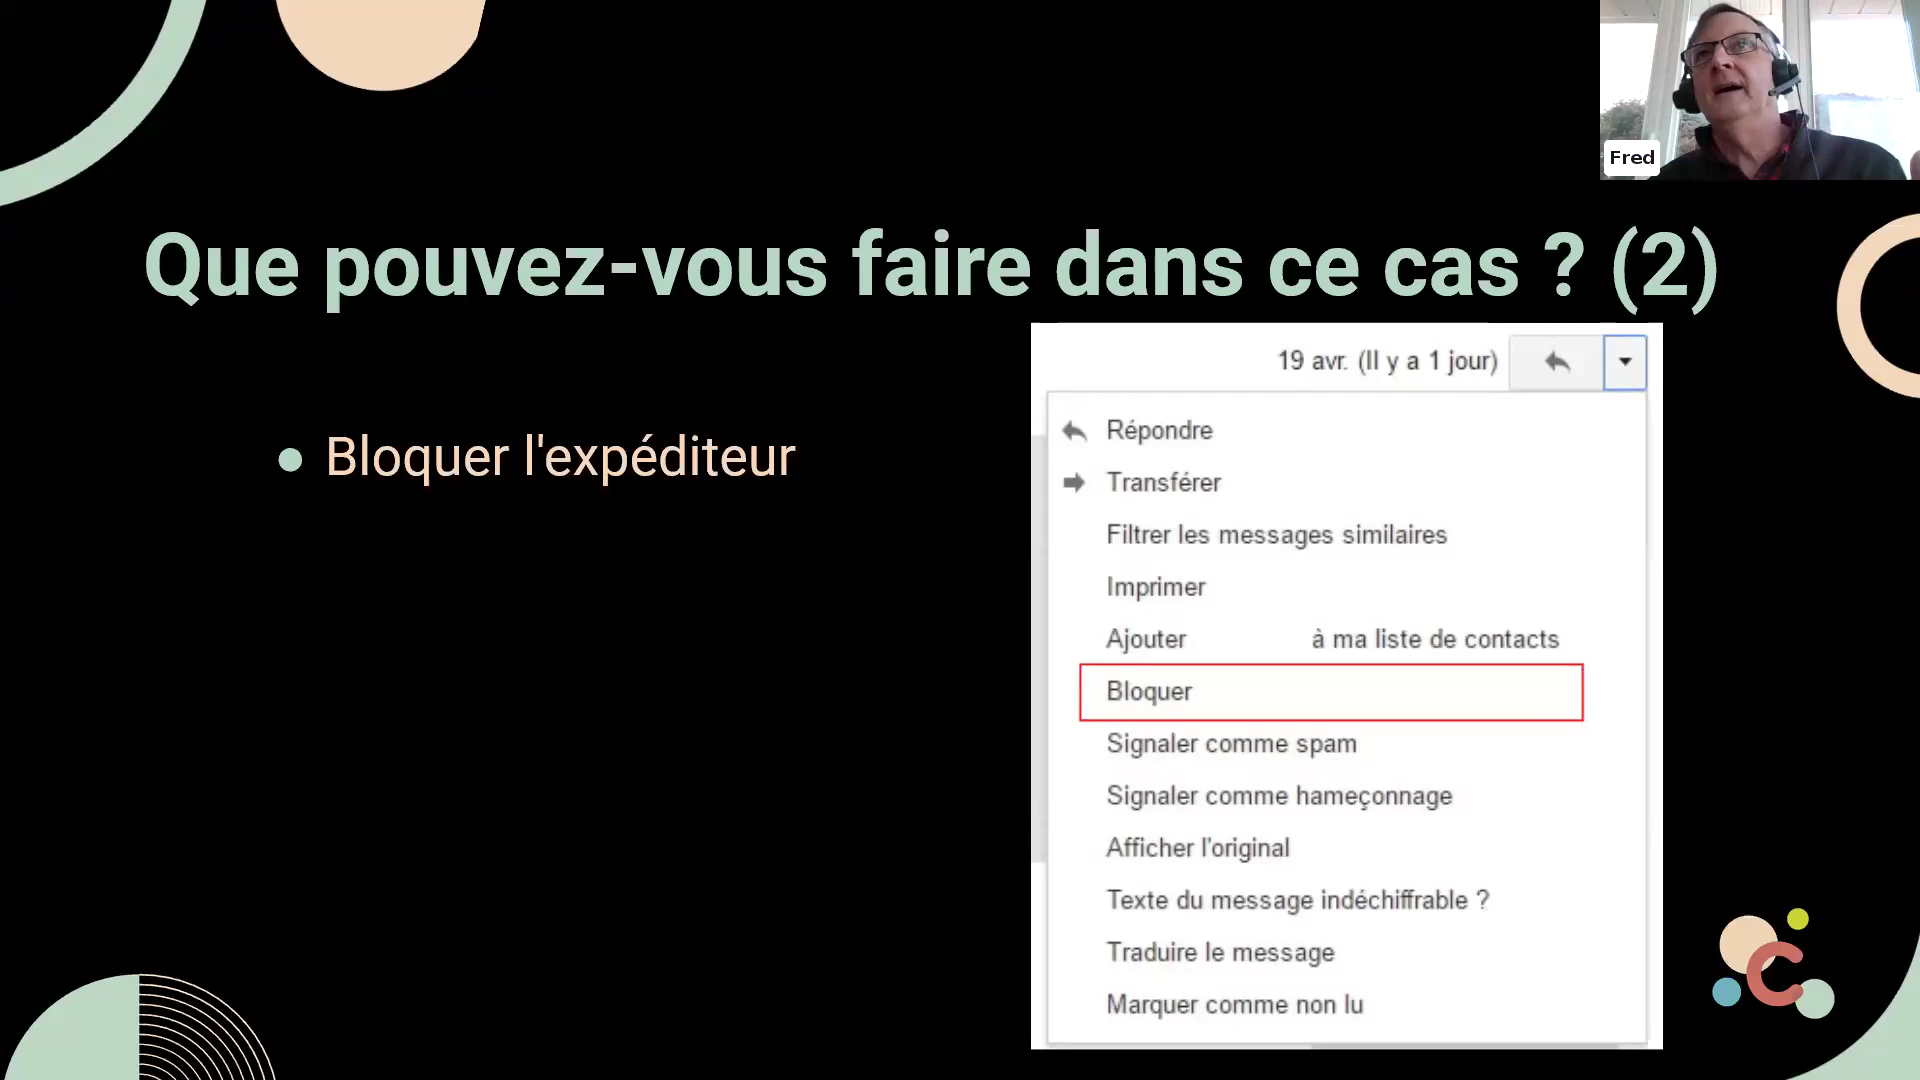 Fred
Que pouvez-vous faire dans ce cas ? (2)
• Bloquer l'expéditeur
19 avr. (Il y a 1 jour)
Répondre
Transférer
Filtrer les messages similaires
Imprimer
Ajouter à ma liste de contacts
Bloquer
Signaler comme spam
Signaler comme hameçonnage
Afficher l'original
Texte du message indéchiffrable ?
Traduire le message
Marquer comme non lu